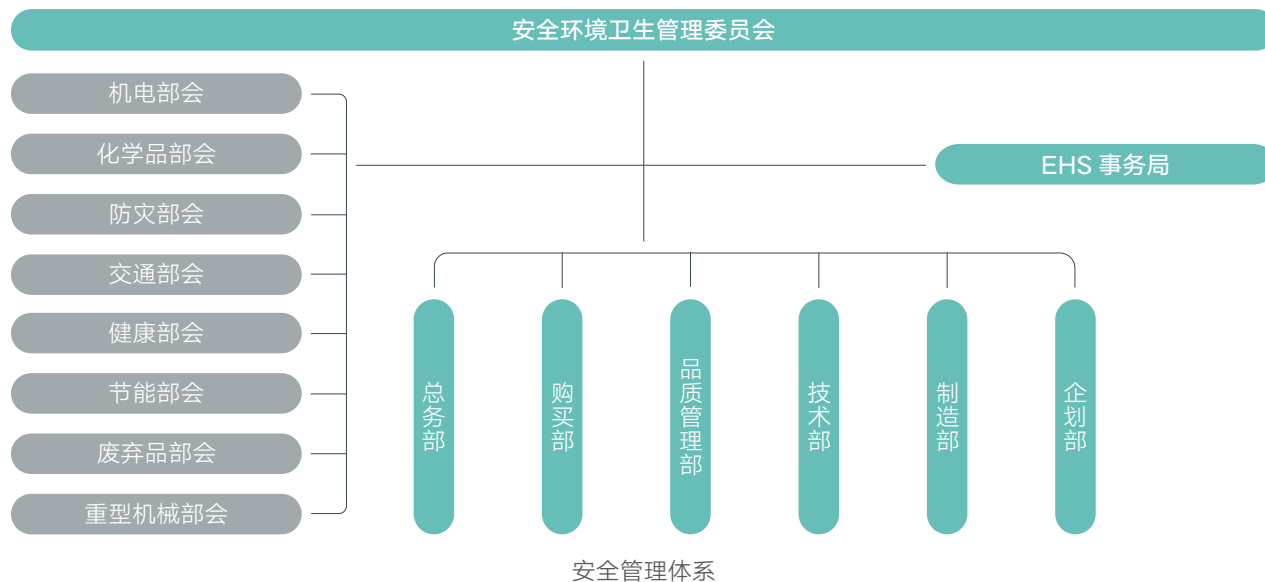 安全环境卫生管理委员会
机电部会
化学品部会
防灾部会
交通部会
健康部会
节能部会
废弃品部会
重型机械部会
EHS 事务局
总务部
购买部
品质管理部
技术部
制造部
企划部
安全管理体系